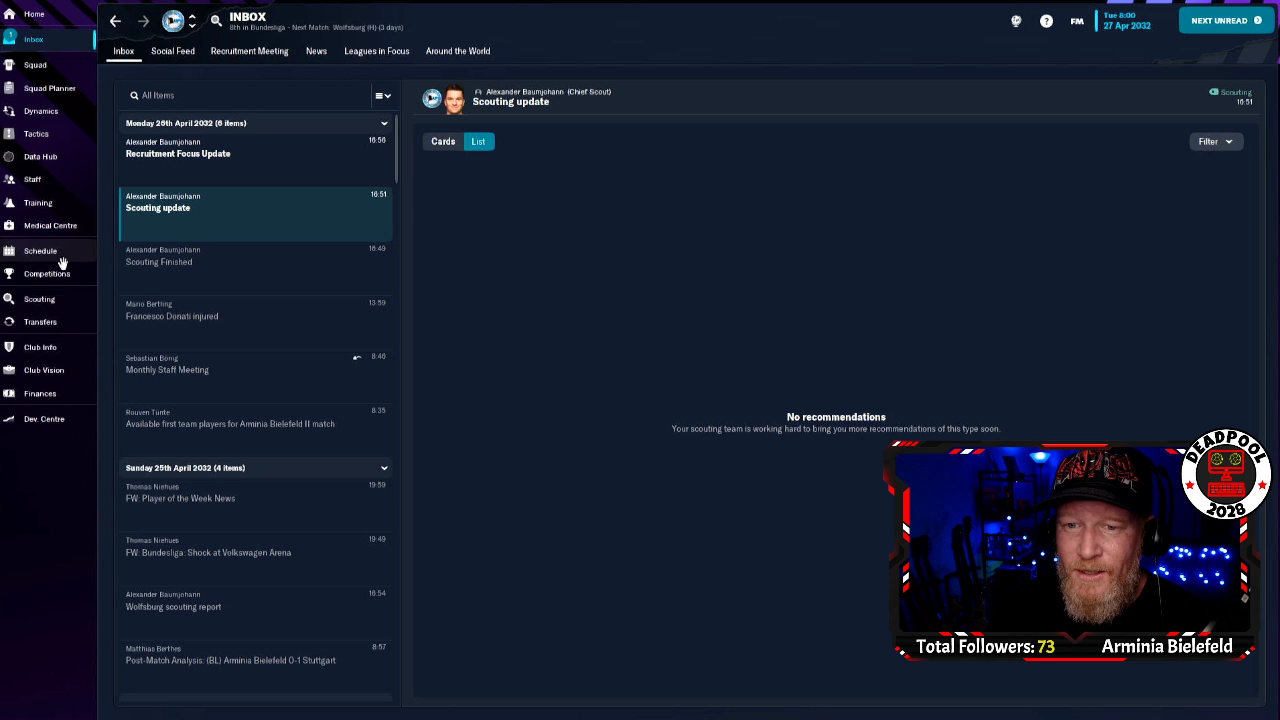 Home
1
Inbox
Squad
Squad Planner
Dynamics
Tactics
Data Hub
Staff
Training
Medical Centre
Schedule
Competitions
Scouting
Transfers
Club Info
Club Vision
Finances
Dev. Centre
INBOX
8th in Bundesliga - Next Match: Wolfsburg (H) (3 days)
?
FM
Tue 8:00
27 Apr 2032
NEXT UNREAD
Inbox
Social Feed
Recruitment Meeting
News
Leagues in Focus
Around the World
All Items
Monday 26th April 2032 (6 items)
Alexander Baumjohann
16:56
Recruitment Focus Update
Alexander Baumjohann
16:51
Scouting update
Alexander Baumjohann
16:49
Scouting Finished
Mario Bertling
13:59
Francesco Donati injured
Sebastian Bönig
8:46
Monthly Staff Meeting
Rouven Tünte
8:35
Available first team players for Arminia Bielefeld II match
Sunday 25th April 2032 (4 items)
Thomas Niehues
19:59
FW: Player of the Week News
Thomas Niehues
19:49
FW: Bundesliga: Shock at Volkswagen Arena
Alexander Baumjohann
16:54
Wolfsburg scouting report
Matthias Berthes
8:57
Post-Match Analysis: (BL) Arminia Bielefeld 0-1 Stuttgart
Alexander Baumjohann (Chief Scout)
Scouting update
Scouting
16:51
Cards
List
Filter
No recommendations
Your scouting team is working hard to bring you more recommendations of this type soon.
DEADPOOL
2028
Total Followers: 73
Arminia Bielefeld